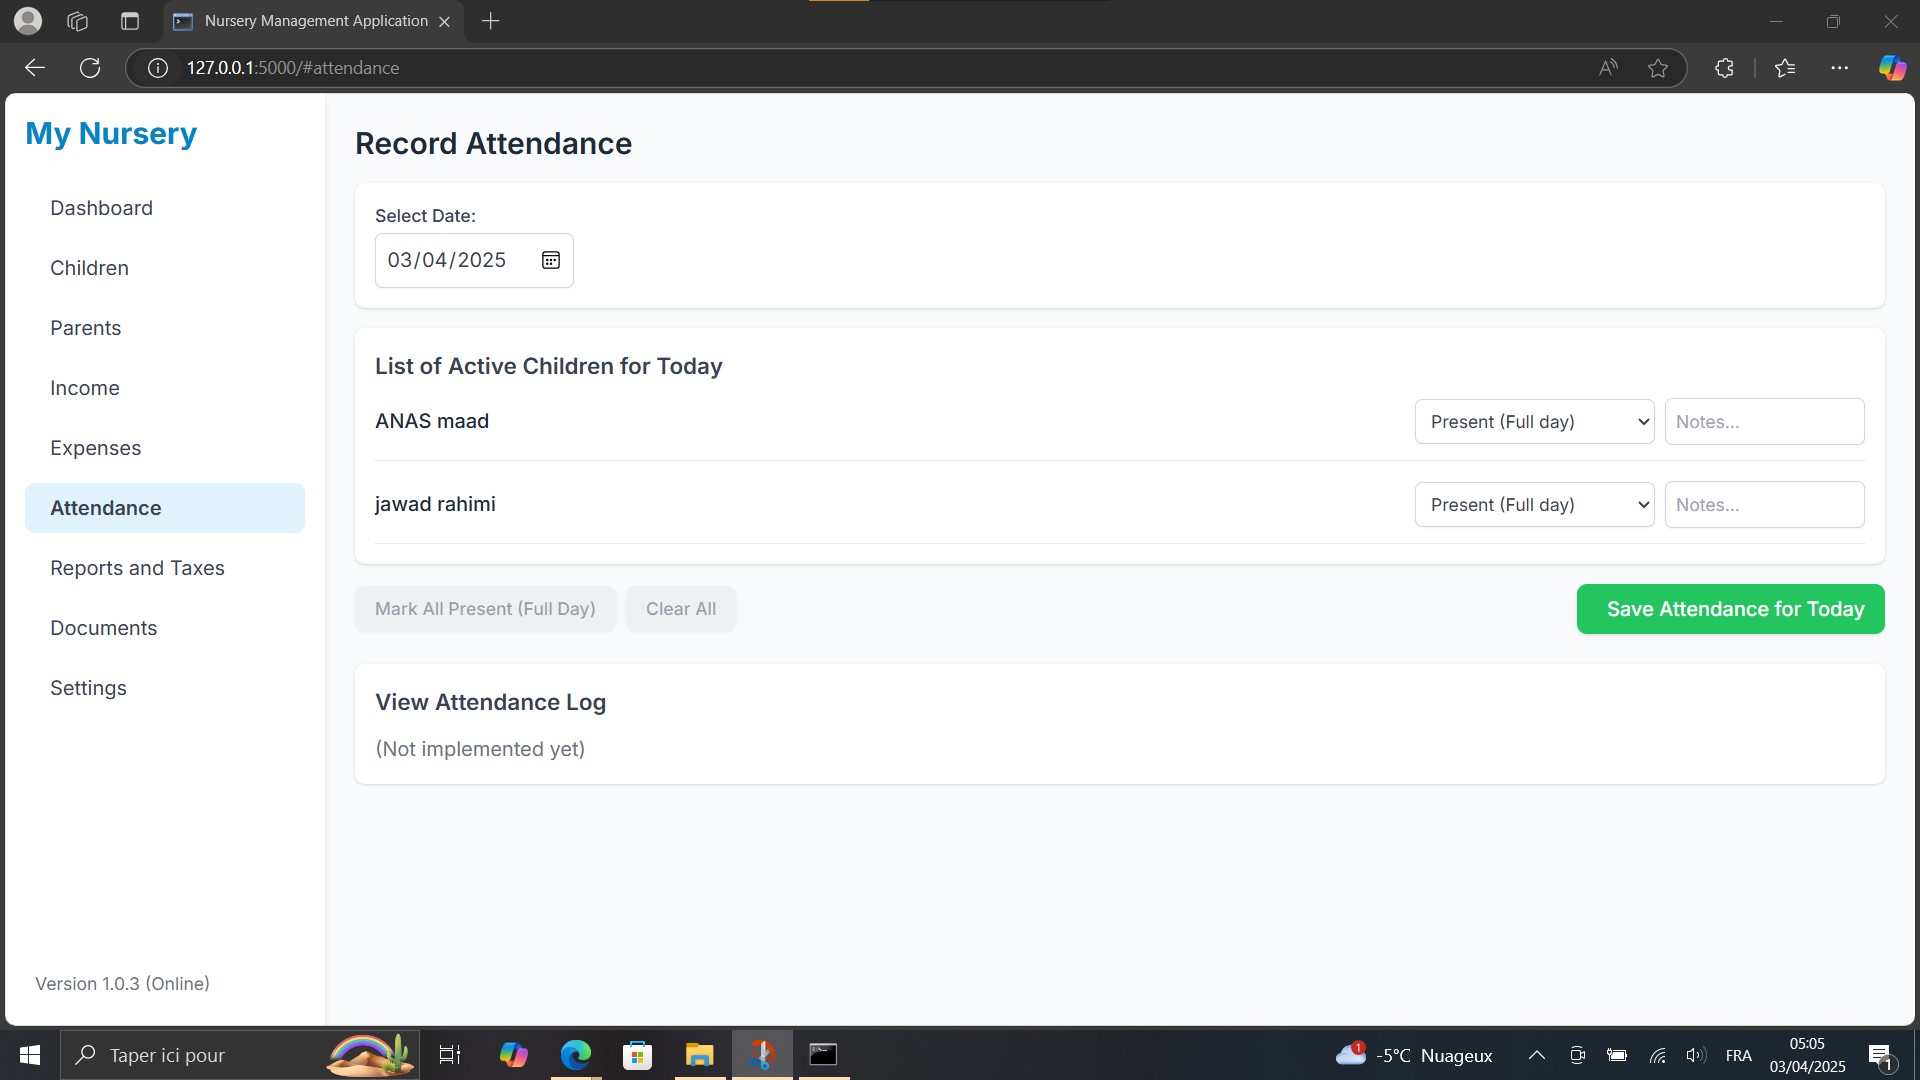 Nursery Management Application
127.0.0.1:5000/#attendance
My Nursery
Dashboard
Children
Parents
Income
Expenses
Attendance
Reports and Taxes
Documents
Settings
Version 1.0.3 (Online)
Record Attendance
Select Date:
03/04/2025
List of Active Children for Today
ANAS maad
Present (Full day)
Notes...
jawad rahimi
Present (Full day)
Notes...
Mark All Present (Full Day)
Clear All
Save Attendance for Today
View Attendance Log
(Not implemented yet)
Taper ici pour
1
-5°C Nuageux
FRA
05:05
03/04/2025
1